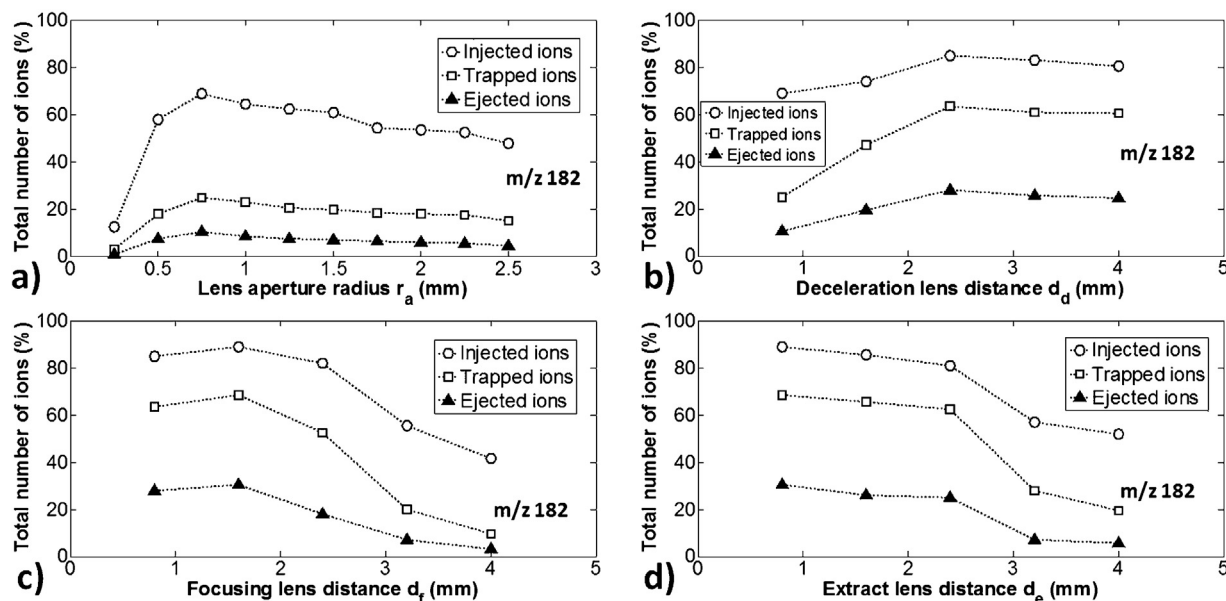 Total number of ions (%)
100
80
60
40
20
0
Injected ions
Trapped ions
Ejected ions
m/z 182
0 0.5 1 1.5 2 2.5 3
Lens aperture radius r_a (mm)
a)
Total number of ions (%)
100
80
60
40
20
0
Injected ions
Trapped ions
Ejected ions
m/z 182
0 1 2 3 4 5
Deceleration lens distance d_d (mm)
b)
Total number of ions (%)
100
80
60
40
20
0
Injected ions
Trapped ions
Ejected ions
m/z 182
0 1 2 3 4 5
Focusing lens distance d_f (mm)
c)
Total number of ions (%)
100
80
60
40
20
0
Injected ions
Trapped ions
Ejected ions
m/z 182
0 1 2 3 4 5
Extract lens distance d_e (mm)
d)